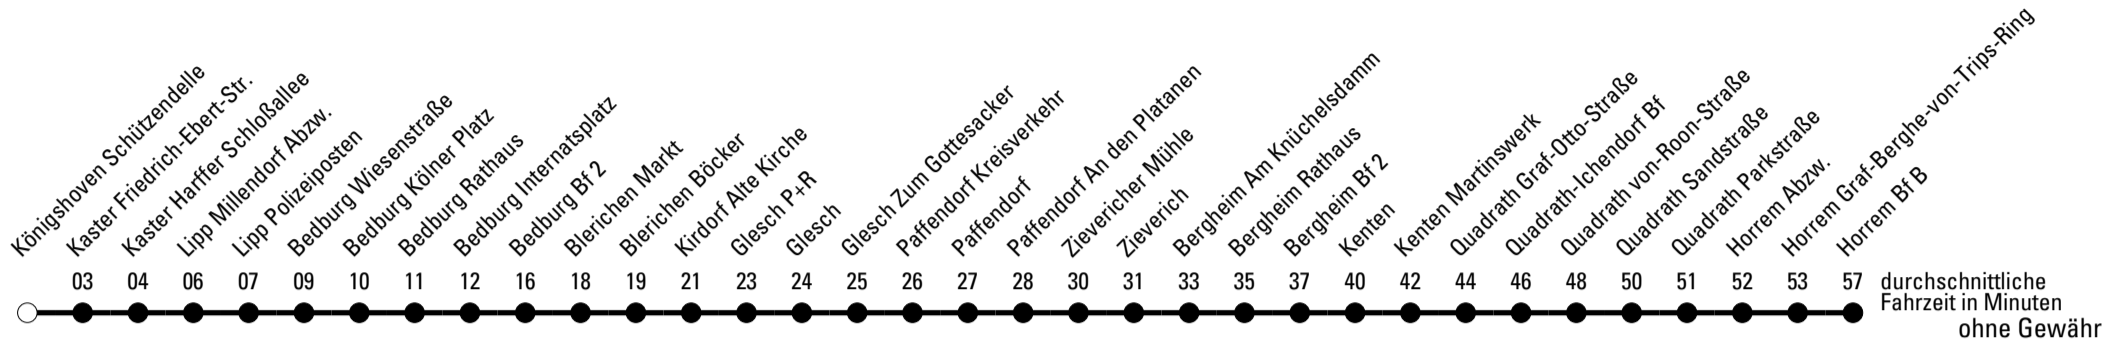 Königshoven Schützendelle
Kaster Friedrich-Ebert-Str.
Kaster Harffer Schloßallee
Lipp Millendorf Abzw.
Lipp Polizeiposten
Bedburg Wiesenstraße
Bedburg Kölner Platz
Bedburg Rathaus
Bedburg Internatsplatz
Bedburg Bf 2
Blerichen Markt
Blerichen Böcker
Kirdorf Alte Kirche
Glesch P+R
Glesch
Glesch Zum Gottesacker
Paffendorf Kreisverkehr
Paffendorf
Paffendorf An den Platanen
Zievericher Mühle
Zieverich
Bergheim Am Knüchelsdamm
Bergheim Rathaus
Bergheim Bf 2
Kenten
Kenten Martinswerk
Quadrath Graf-Otto-Straße
Quadrath-Ichendorf Bf
Quadrath von-Roon-Straße
Quadrath Sandstraße
Quadrath Parkstraße
Horrem Abzw.
Horrem Graf-Berghe-von-Trips-Ring
Horrem Bf B
03 04 06 07 09 10 11 12 16 18 19 21 23 24 25 26 27 28 30 31 33 35 37 40 42 44 46 48 50 51 52 53 57 durchschnittliche
Fahrzeit in Minuten
ohne Gewähr